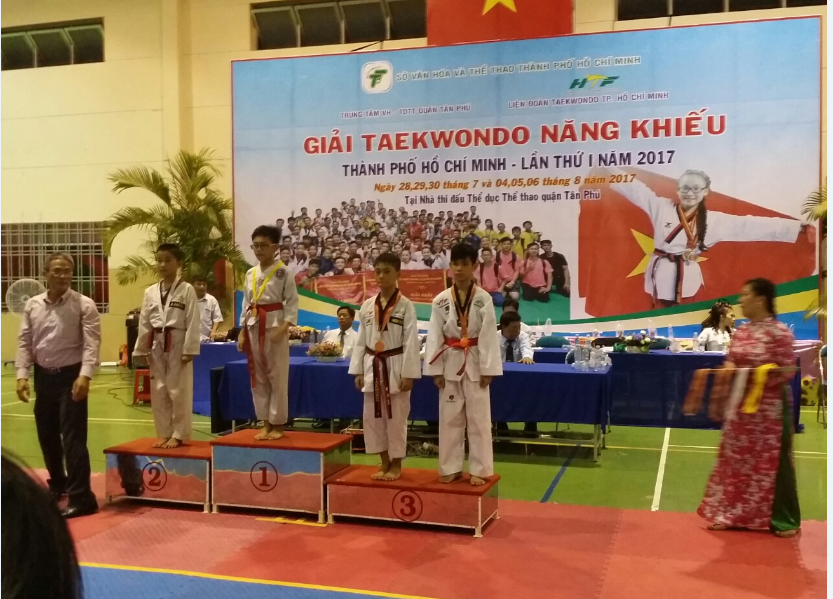 SỞ VĂN HÓA VÀ THỂ THAO THÀNH PHỐ HỒ CHÍ MINH
HTF
TRUNG TÂM VH - TDTT QUẬN TÂN PHÚ
LIÊN ĐOÀN TAEKWONDO TP. HỒ CHÍ MINH
GIẢI TAEKWONDO NĂNG KHIẾU
THÀNH PHỐ HỒ CHÍ MINH - LẦN THỨ I NĂM 2017
Ngày 28,29,30 tháng 7 và 04,05,06 tháng 8 năm 2017
Tại Nhà thi đấu Thể dục Thể thao quận Tân Phú
2
1
3